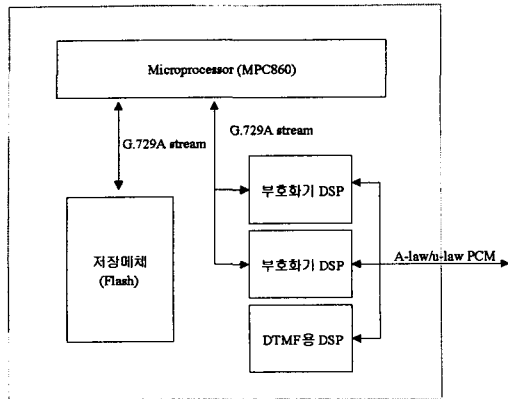 Microprocessor (MPC860)
G.729A stream
G.729A stream
부호화기 DSP
저장매체
(Flash)
부호화기 DSP
A-law/u-law PCM
DTMF용 DSP